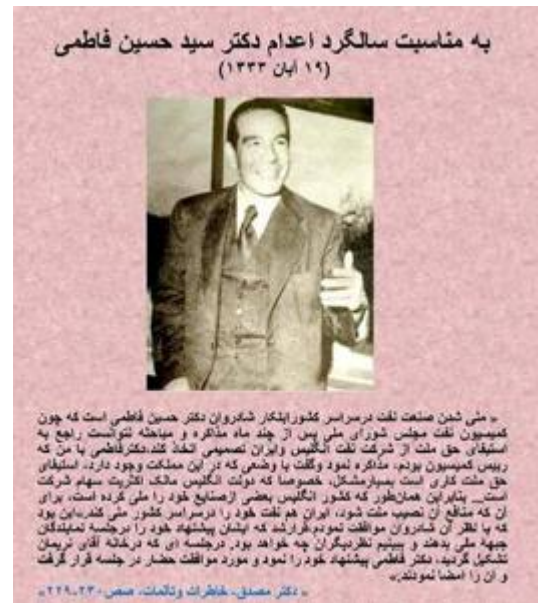 به مناسبت سالگرد اعدام دکتر سید حسین فاطمی
(۱۹ آبان ۱۳۳۳)
« ملی شدن صنعت نفت درسراسر کشورابتکار شادروان دکتر حسین فاطمی است که چون
کمیسیون نفت مجلس شورای ملی پس از چند ماه مذاکره و مباحثه نتوانست راجع به
استیفای حق ملت از شرکت نفت انگلیس وایران تصمیمی اتخاذ کند،دکترفاطمی با من که
رییس کمیسیون بودم، مذاکره نمود وگفت با وضعی که در این مملکت وجود دارد، استیفای
حق ملت کاری است بسیارمشکل، خصوصا که دولت انگلیس مالک اکثریت سهام شرکت
است_ بنابراین همان‌طور که کشور انگلیس بعضی ازصنایع خود را ملی کرده است، برای
آن که منافع آن نصیب ملت شود، ایران هم نفت خود را درسراسر کشور ملی کند،،این بود
که با نظر آن شادروان موافقت نمودم،قرارشد که ایشان پیشنهاد خود را برجلسه نمایندگان
جبهه ملی بدهند و ببینیم نظردیگران چه خواهد بود. درجلسه ای که درخانه آقای نریمان
تشکیل گردید، دکتر فاطمی پیشنهاد خود را نمود و مورد موافقت حضار در جلسه قرار گرفت
و ان را امضا نمودند.»
« دکتر مصدق، خاطرات وتالمات، صص۲۳۰-۲۲۹»